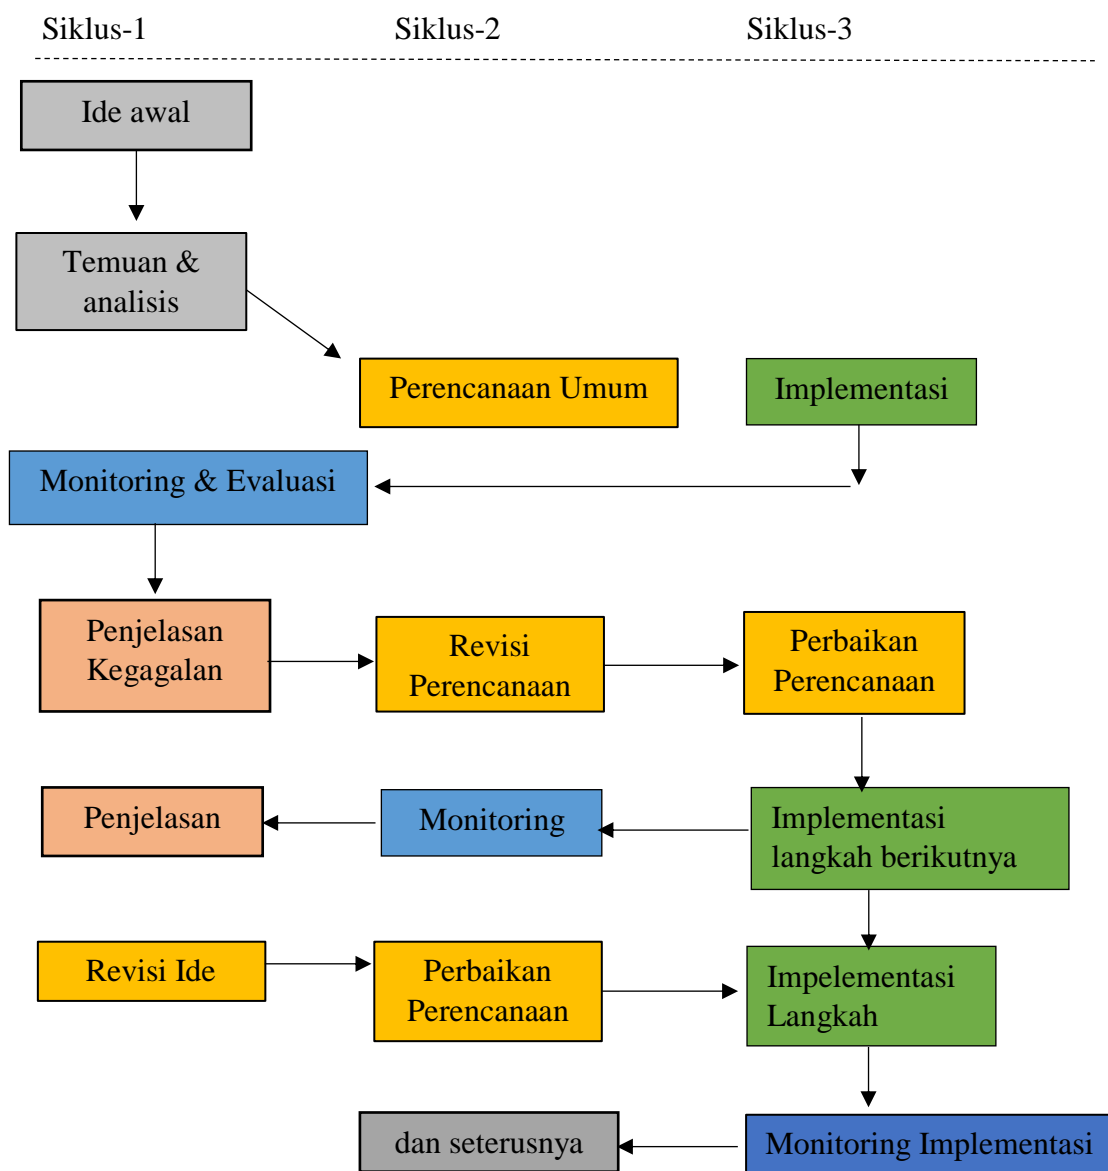 Siklus-1 Siklus-2 Siklus-3
Ide awal
Temuan &
analisis
Perencanaan Umum
Implementasi
Monitoring & Evaluasi
Penjelasan
Kegagalan
Revisi
Perencanaan
Perbaikan
Perencanaan
Penjelasan
Monitoring
Implementasi
langkah berikutnya
Revisi Ide
Perbaikan
Perencanaan
Impelementasi
Langkah
dan seterusnya
Monitoring Implementasi